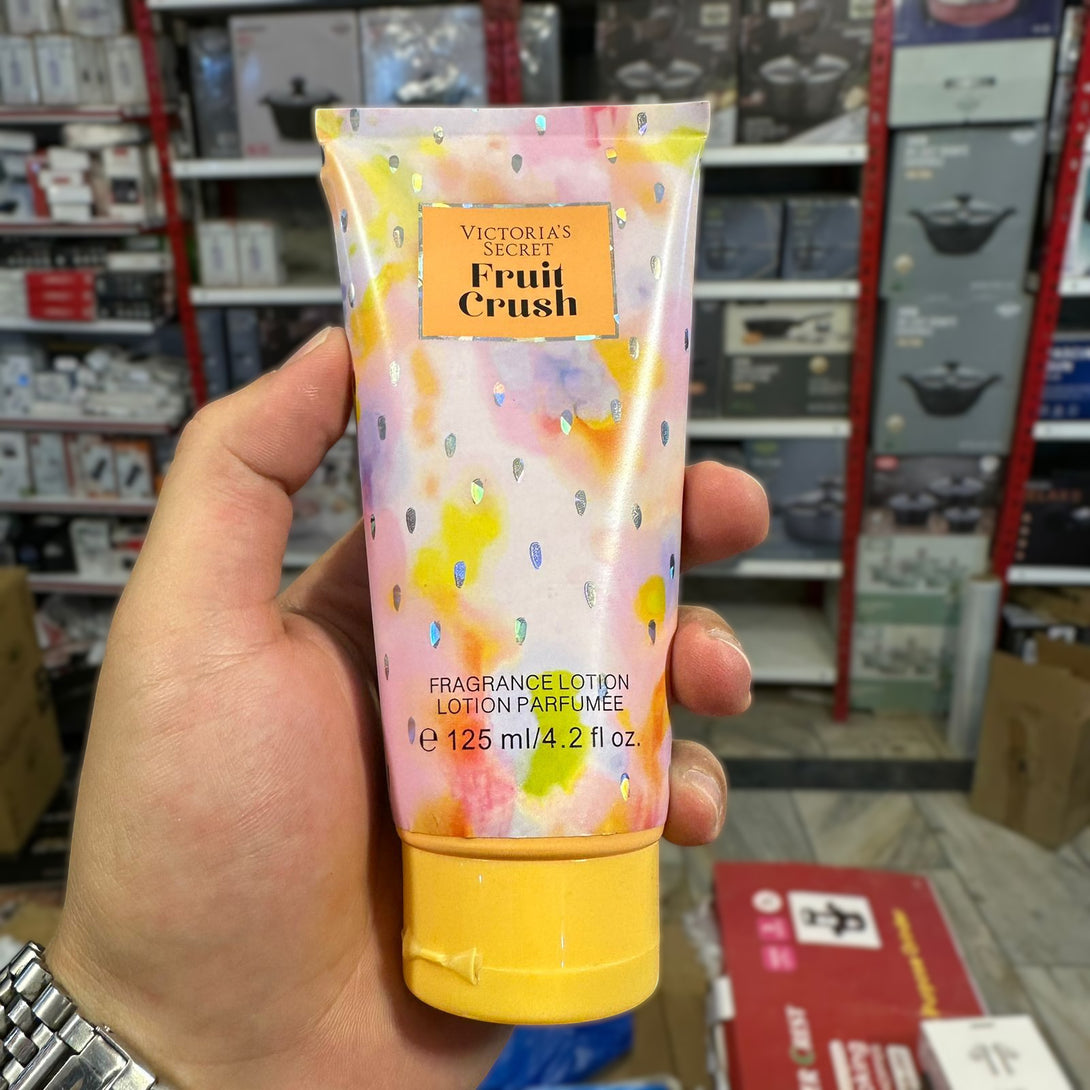 VICTORIA'S
SECRET
Fruit
Crush
FRAGRANCE LOTION
LOTION PARFUMÉE
℮ 125 ml/4.2 fl oz.